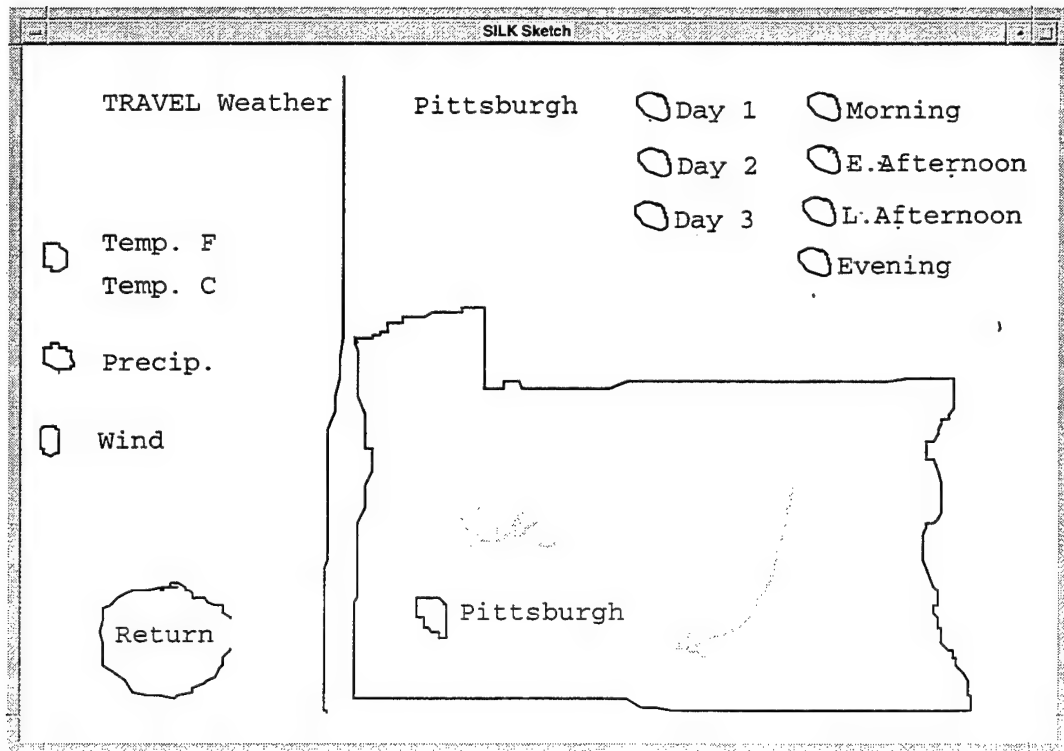 SILK Sketch
TRAVEL Weather
Temp. F
Temp. C
Precip.
Wind
Return
Pittsburgh
Day 1
Day 2
Day 3
Morning
E.Afternoon
L.Afternoon
Evening
Pittsburgh